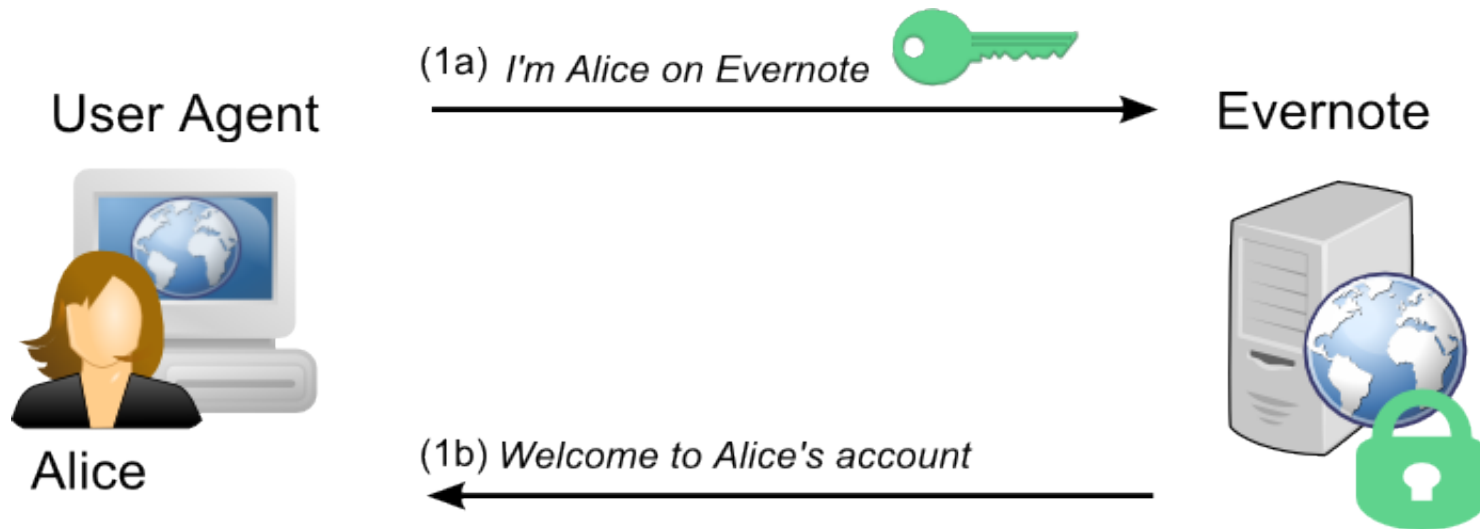 (1a) I'm Alice on Evernote
User Agent
Evernote
Alice
(1b) Welcome to Alice's account